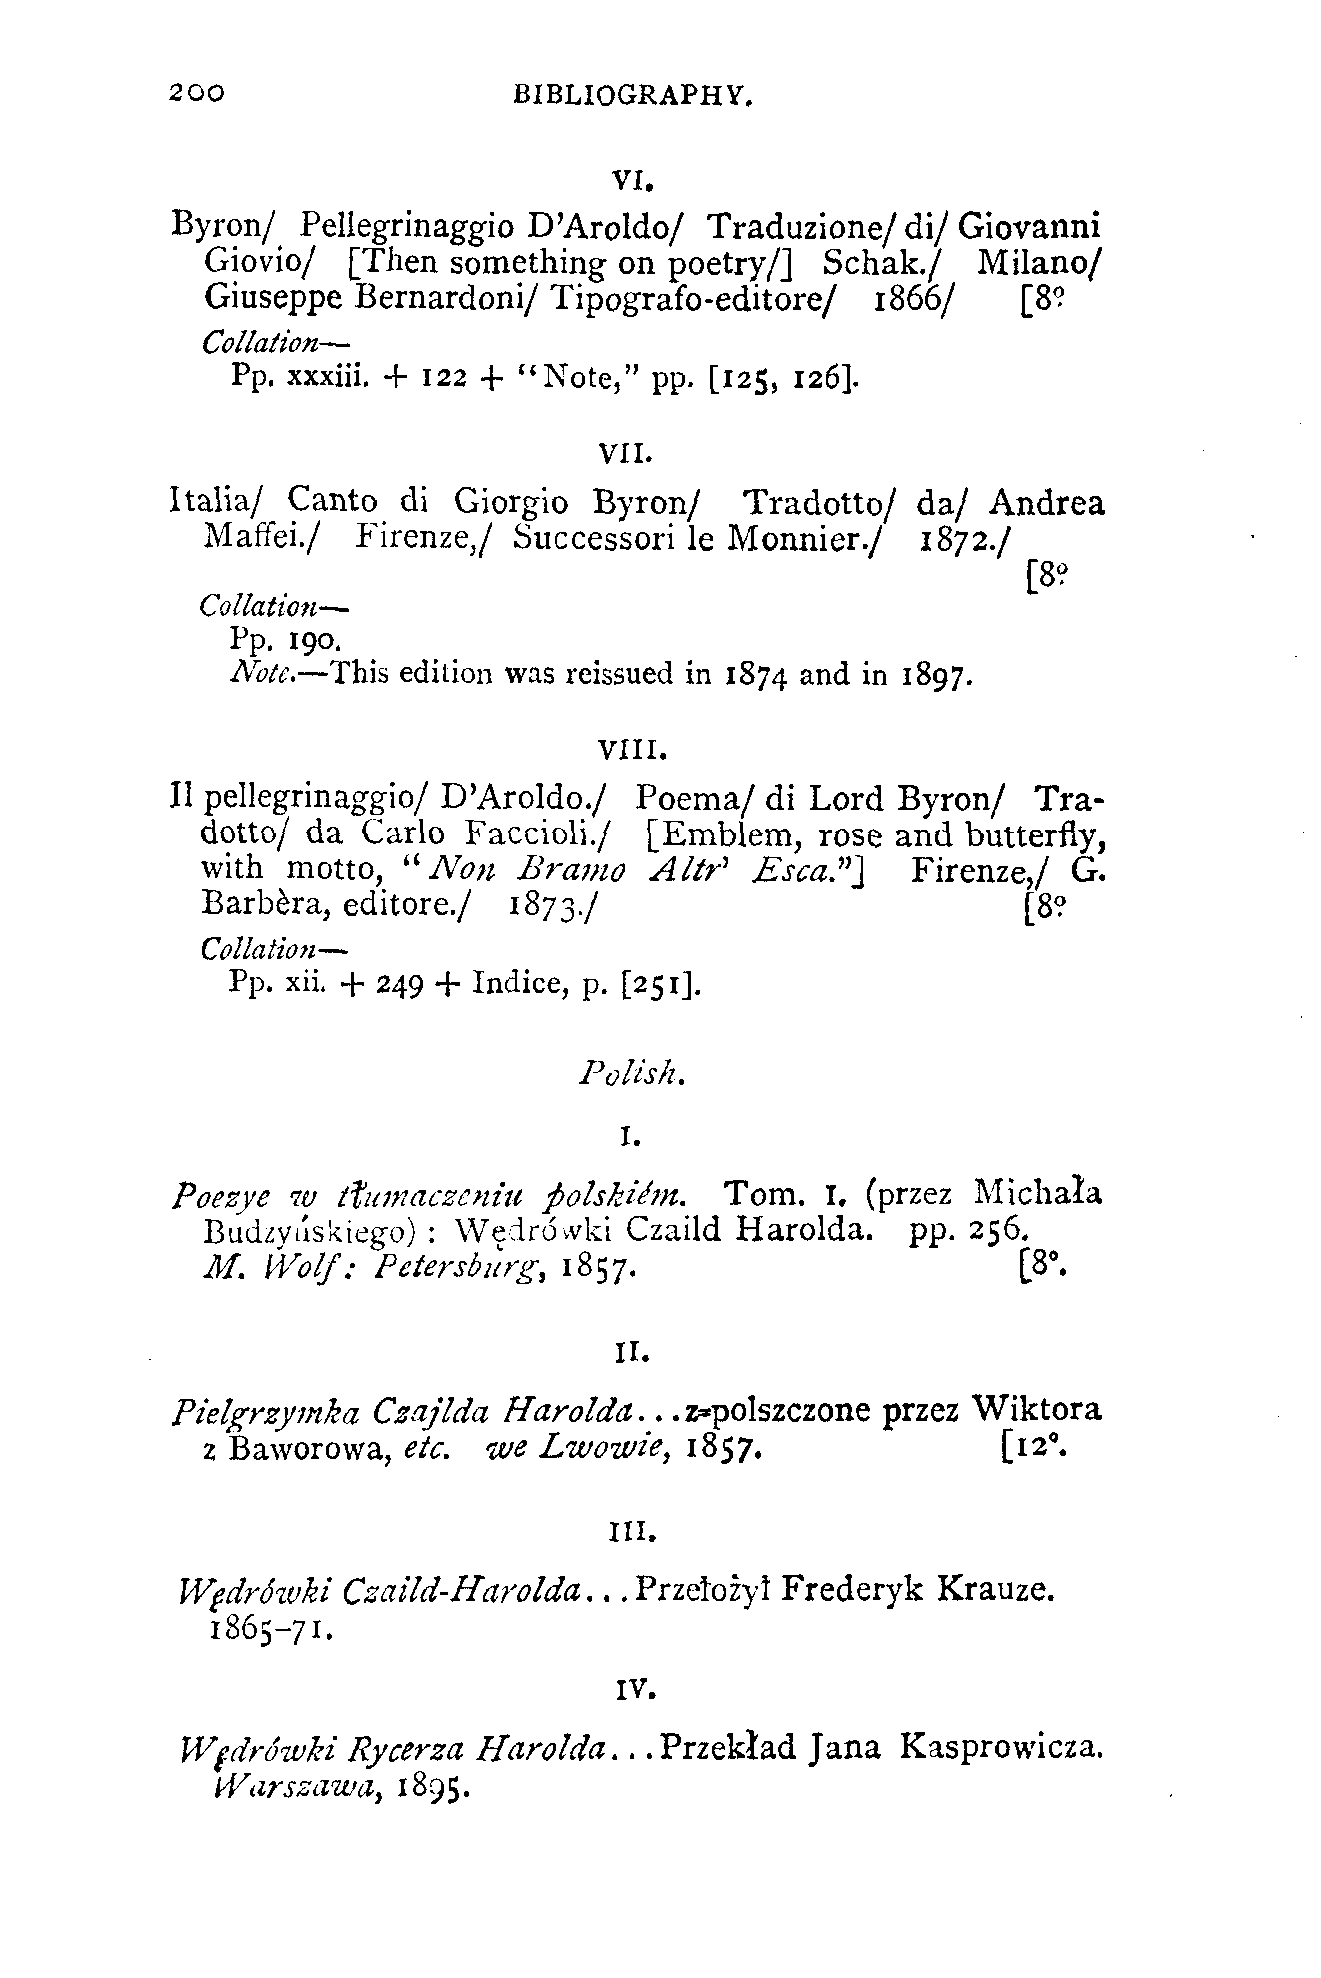 200 BIBLIOGRAPHY.
VI.
Byron/ Pellegrinaggio D'Aroldo/ Traduzione/ di/ Giovanni
Giovio/ [Then something on poetry/] Schak./ Milano/
Giuseppe Bernardoni/ Tipografo-editore/ 1866/ [8º
Collation—
Pp. xxxiii. + 122 + "Note," pp. [125, 126].
VII.
Italia/ Canto di Giorgio Byron/ Tradotto/ da/ Andrea
Maffei./ Firenze,/ Successori le Monnier./ 1872./
[8º
Collation—
Pp. 190.
Note.—This edition was reissued in 1874 and in 1897.
VIII.
Il pellegrinaggio/ D'Aroldo./ Poema/ di Lord Byron/ Tra-
dotto/ da Carlo Faccioli./ [Emblem, rose and butterfly,
with motto, "Non Bramo Altr' Esca."] Firenze,/ G.
Barbèra, editore./ 1873./ [8º
Collation—
Pp. xii. + 249 + Indice, p. [251].
Polish.
I.
Poezye w tłumaczeniu polskiém. Tom. I. (przez Michała
Budzyńskiego) : Wędrówki Czaild Harolda. pp. 256.
M. Wolf: Petersburg, 1857. [8º.
II.
Pielgrzymka Czajlda Harolda...z-polszczone przez Wiktora
z Baworowa, etc. we Lwowie, 1857. [12º.
III.
Wędrówki Czaild-Harolda...Przełożył Frederyk Krauze.
1865-71.
IV.
Wędrówki Rycerza Harolda...Przekład Jana Kasprowicza.
Warszawa, 1895.